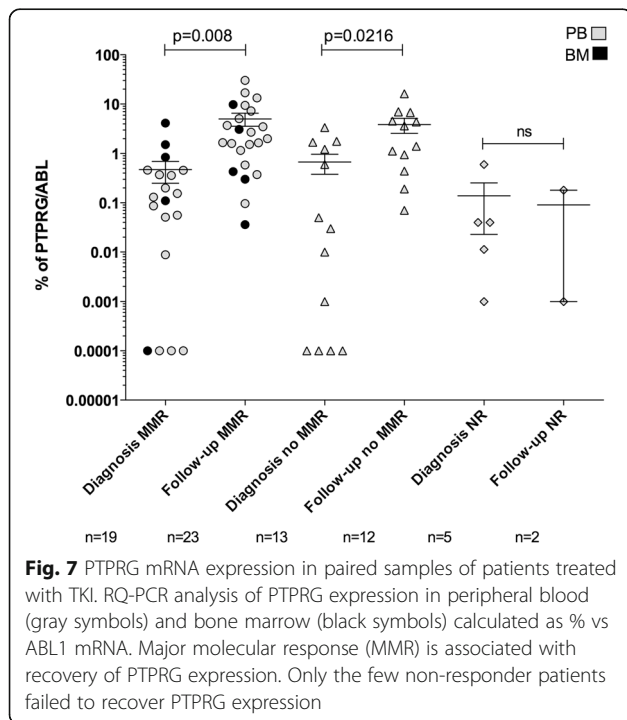 p=0.008
p=0.0216
PB
BM
ns
% of PTPRG/ABL
100
10
1
0.1
0.01
0.001
0.0001
0.00001
Diagnosis MMR
Follow-up MMR
Diagnosis no MMR
Follow-up no MMR
Diagnosis NR
Follow-up NR
n=19 n=23 n=13 n=12 n=5 n=2
Fig. 7 PTPRG mRNA expression in paired samples of patients treated
with TKI. RQ-PCR analysis of PTPRG expression in peripheral blood
(gray symbols) and bone marrow (black symbols) calculated as % vs
ABL1 mRNA. Major molecular response (MMR) is associated with
recovery of PTPRG expression. Only the few non-responder patients
failed to recover PTPRG expression